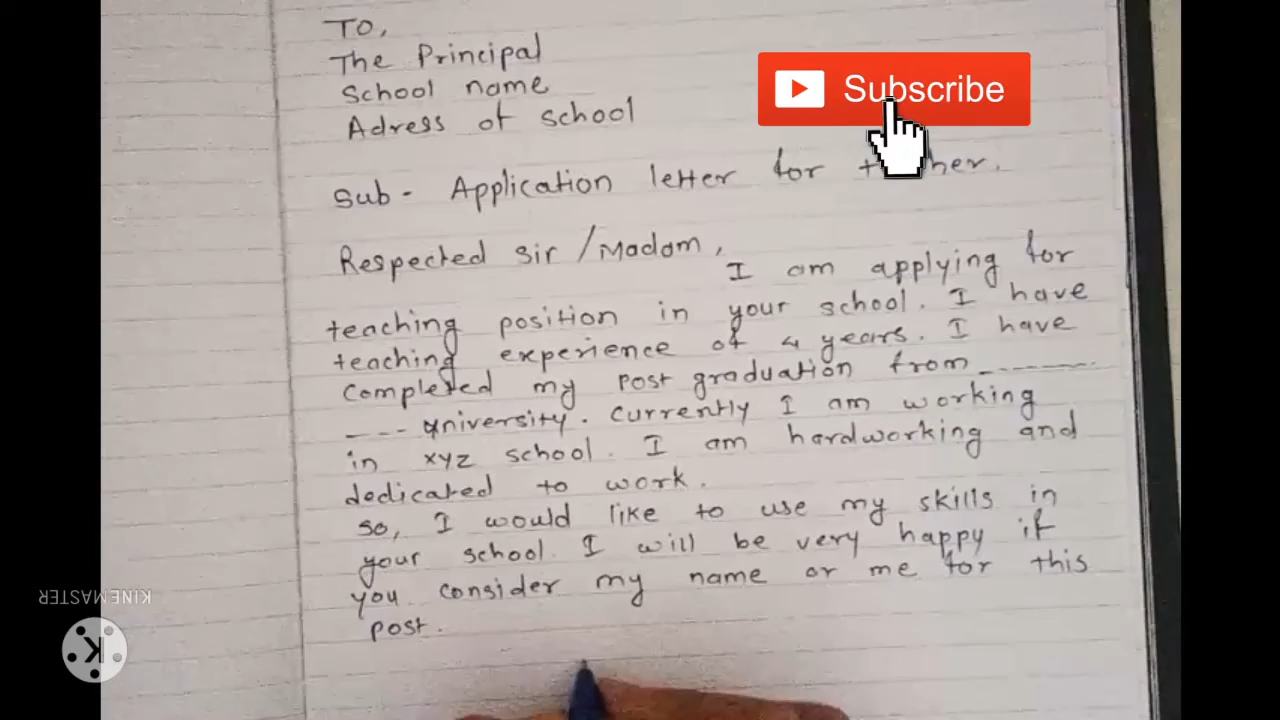 To,
The Principal
School name
Adress of school
Subscribe
Sub - Application letter for
Respected Sir / Madam,
I am applying for
teaching position in your school. I have
teaching experience of 4 years. I have
completed my post graduation from --------
---- university. Currently I am working
in xyz school. I am hardworking and
dedicated to work.
so, I would like to use my skills in
your school. I will be very happy if
you consider my name or me for this
post.
KINEMASTER
K